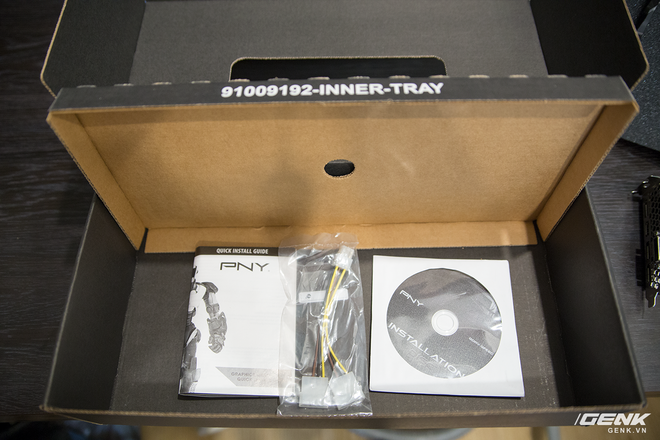 91009192-INNER-TRAY
QUICK INSTALL GUIDE
PNY
PNY
INSTALLATION
GENK
GENK.VN